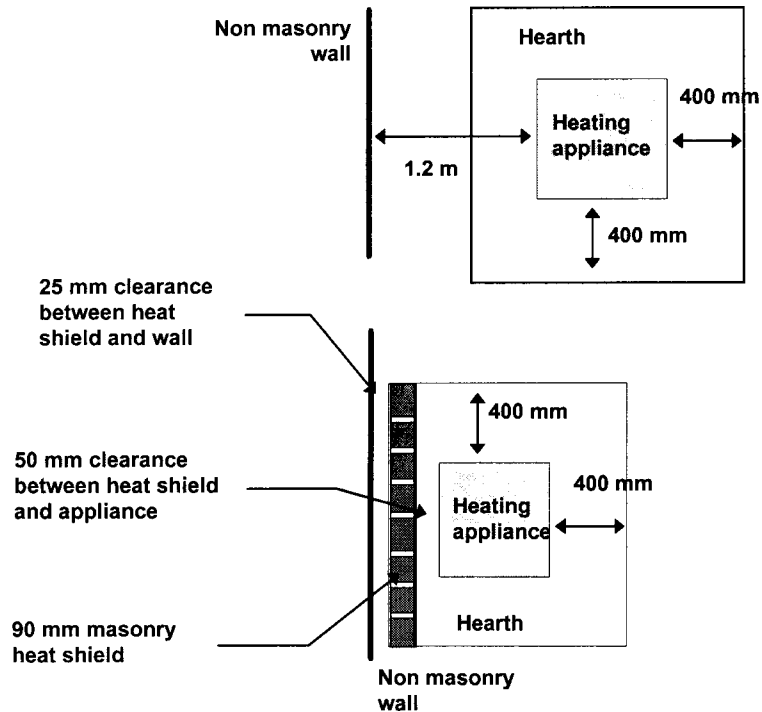 Non masonry
wall
Hearth
Heating
appliance
400 mm
1.2 m
400 mm
25 mm clearance
between heat
shield and wall
400 mm
50 mm clearance
between heat shield
and appliance
Heating
appliance
400 mm
90 mm masonry
heat shield
Hearth
Non masonry
wall